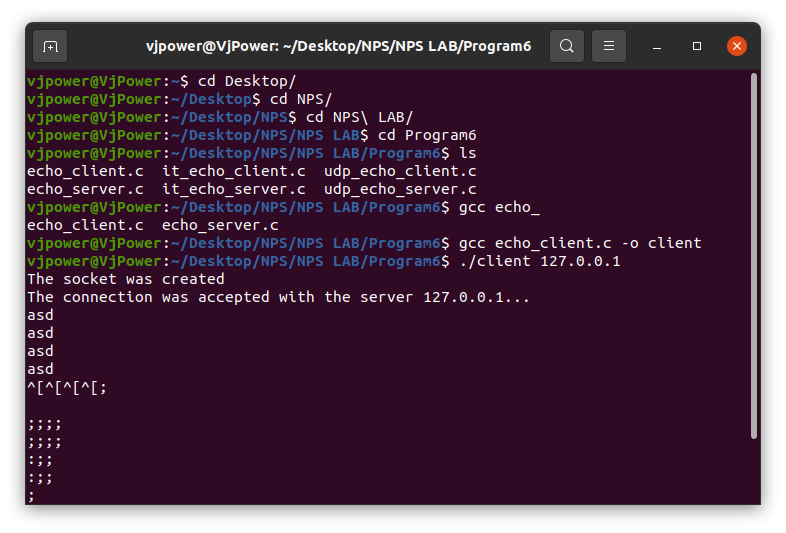 vjpower@VjPower: ~/Desktop/NPS/NPS LAB/Program6
vjpower@VjPower:~$ cd Desktop/
vjpower@VjPower:~/Desktop$ cd NPS/
vjpower@VjPower:~/Desktop/NPS$ cd NPS\ LAB/
vjpower@VjPower:~/Desktop/NPS/NPS LAB$ cd Program6
vjpower@VjPower:~/Desktop/NPS/NPS LAB/Program6$ ls
echo_client.c  it_echo_client.c  udp_echo_client.c
echo_server.c  it_echo_server.c  udp_echo_server.c
vjpower@VjPower:~/Desktop/NPS/NPS LAB/Program6$ gcc echo_
echo_client.c  echo_server.c
vjpower@VjPower:~/Desktop/NPS/NPS LAB/Program6$ gcc echo_client.c -o client
vjpower@VjPower:~/Desktop/NPS/NPS LAB/Program6$ ./client 127.0.0.1
The socket was created
The connection was accepted with the server 127.0.0.1...
asd
asd
asd
asd
^[^[^[^[;
;;;;
;;;;
:;;
:;;
;